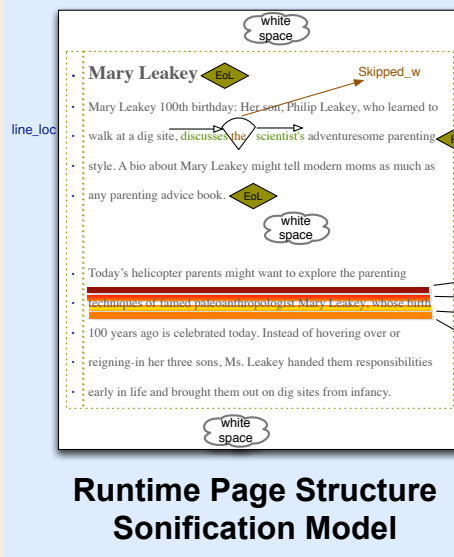 white
space
Mary Leakey EoL
Skipped_w
Mary Leakey 100th birthday: Her son, Philip Leakey, who learned to
line_loc
walk at a dig site, discusses the scientist's adventuresome parenting
style. A bio about Mary Leakey might tell modern moms as much as
any parenting advice book. EoL
white
space
Today's helicopter parents might want to explore the parenting
techniques of famed paleoanthropologist Mary Leakey, whose birth
100 years ago is celebrated today. Instead of hovering over or
reigning-in her three sons, Ms. Leakey handed them responsibilities
early in life and brought them out on dig sites from infancy.
white
space
Runtime Page Structure
Sonification Model